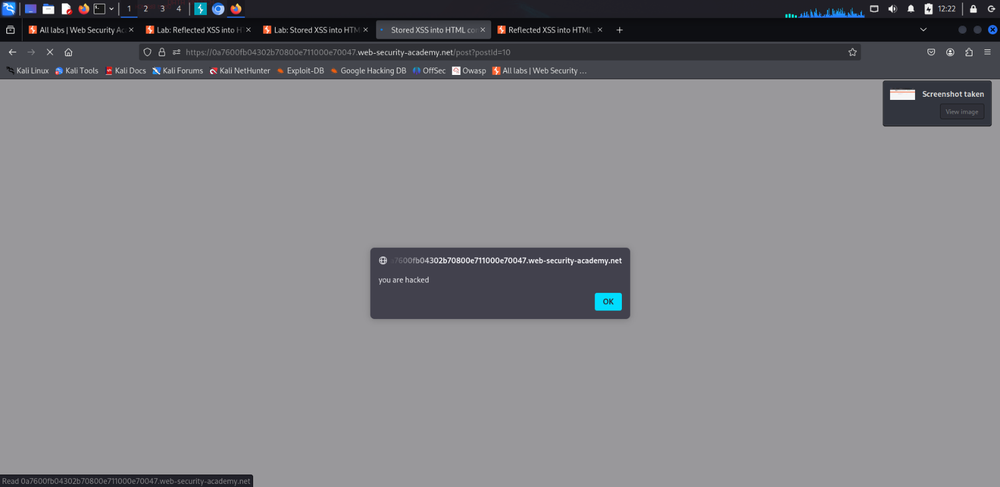 1 2 3 4 12:22
All labs | Web Security Ac Lab: Reflected XSS into H Lab: Stored XSS into HTM Stored XSS into HTML con Reflected XSS into HTML
https://0a7600fb04302b70800e711000e70047.web-security-academy.net/post?postId=10
Kali Linux Kali Tools Kali Docs Kali Forums Kali NetHunter Exploit-DB Google Hacking DB OffSec Owasp All labs | Web Security ...
Screenshot taken
View image
a7600fb04302b70800e711000e70047.web-security-academy.net
you are hacked
OK
Read 0a7600fb04302b70800e711000e70047.web-security-academy.net